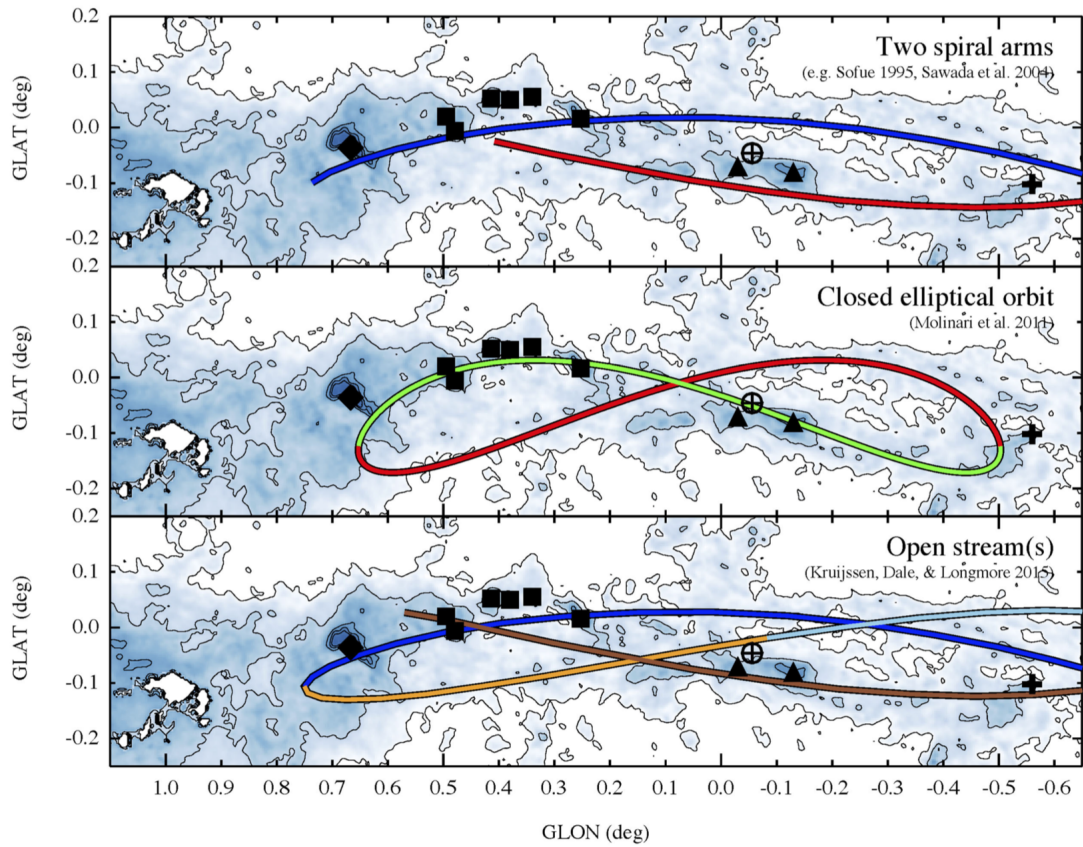 0.2
Two spiral arms
(e.g. Sofue 1995, Sawada et al. 2004)
0.1
0.0
-0.1
-0.2
GLAT (deg)
0.2
Closed elliptical orbit
(Molinari et al. 2011)
0.1
0.0
-0.1
-0.2
GLAT (deg)
0.2
Open stream(s)
(Kruijssen, Dale, & Longmore 2015)
0.1
0.0
-0.1
-0.2
GLAT (deg)
1.0 0.9 0.8 0.7 0.6 0.5 0.4 0.3 0.2 0.1 0.0 -0.1 -0.2 -0.3 -0.4 -0.5 -0.6
GLON (deg)